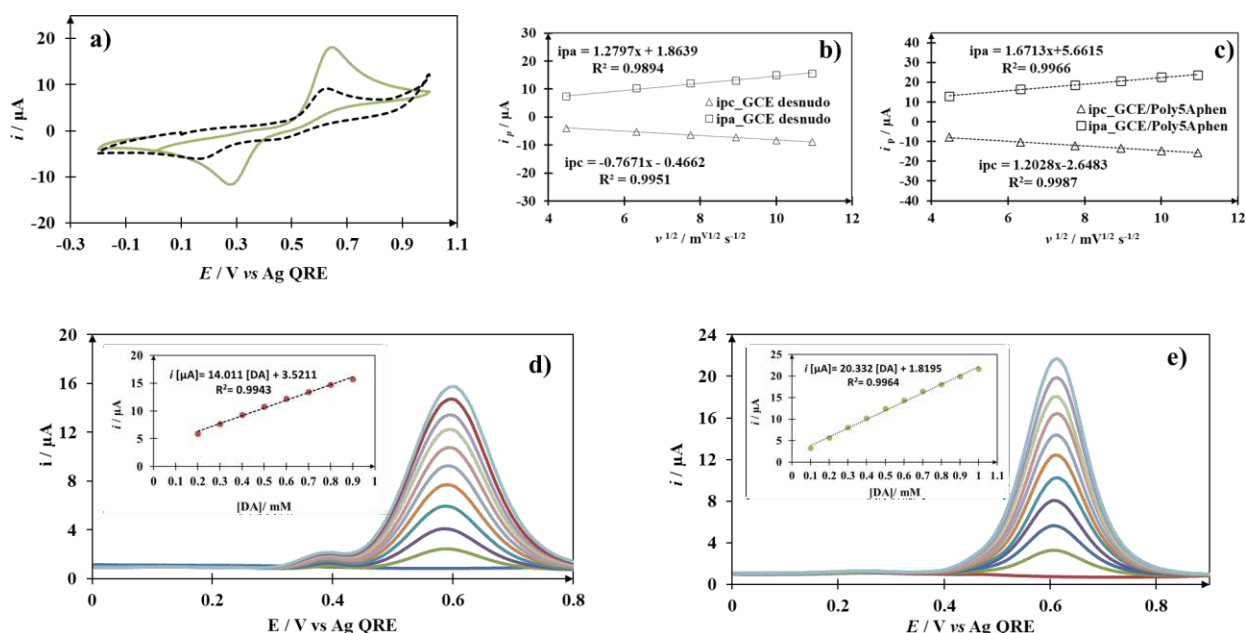 a)
i / µA
20
10
0
-10
-20
-0.3 -0.1 0.1 0.3 0.5 0.7 0.9 1.1
E / V vs Ag QRE
b)
ipa = 1.2797x + 1.8639
R² = 0.9894
ipc_GCE desnudo
ipa_GCE desnudo
ipc = -0.7671x - 0.4662
R² = 0.9951
i_p / µA
30
20
10
0
-10
-20
-30
4 6 8 10 12
v 1/2 / mV1/2 s-1/2
c)
ipa = 1.6713x+5.6615
R² = 0.9966
ipc_GCE/Poly5Aphen
ipa_GCE/Poly5Aphen
ipc = 1.2028x-2.6483
R²= 0.9987
i_p / µA
40
30
20
10
0
-10
-20
-30
-40
4 6 8 10 12
v 1/2 / mV1/2 s-1/2
d)
i / µA
20
16
12
8
4
0
0 0.2 0.4 0.6 0.8
E / V vs Ag QRE
i [µA]= 14.011 [DA] + 3.5211
R²= 0.9943
i / µA
20
15
10
5
0
0 0.1 0.2 0.3 0.4 0.5 0.6 0.7 0.8 0.9 1
[DA]/ mM
e)
i / µA
24
20
16
12
8
4
0
0 0.2 0.4 0.6 0.8
E / V vs Ag QRE
i [µA]= 20.332 [DA] + 1.8195
R²= 0.9964
i / µA
25
20
15
10
5
0
0 0.1 0.2 0.3 0.4 0.5 0.6 0.7 0.8 0.9 1 1.1
[DA]/ mM